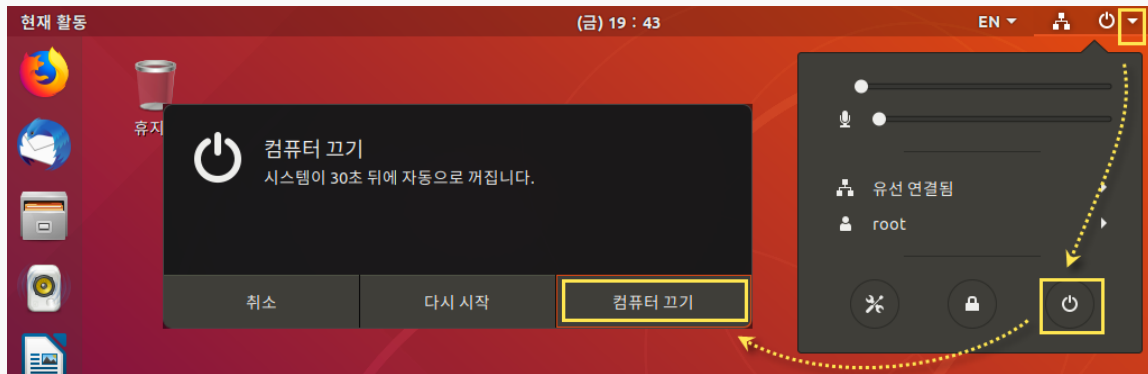 현재 활동
(금) 19 : 43
EN
휴지
컴퓨터 끄기
시스템이 30초 뒤에 자동으로 꺼집니다.
취소
다시 시작
컴퓨터 끄기
유선 연결됨
root